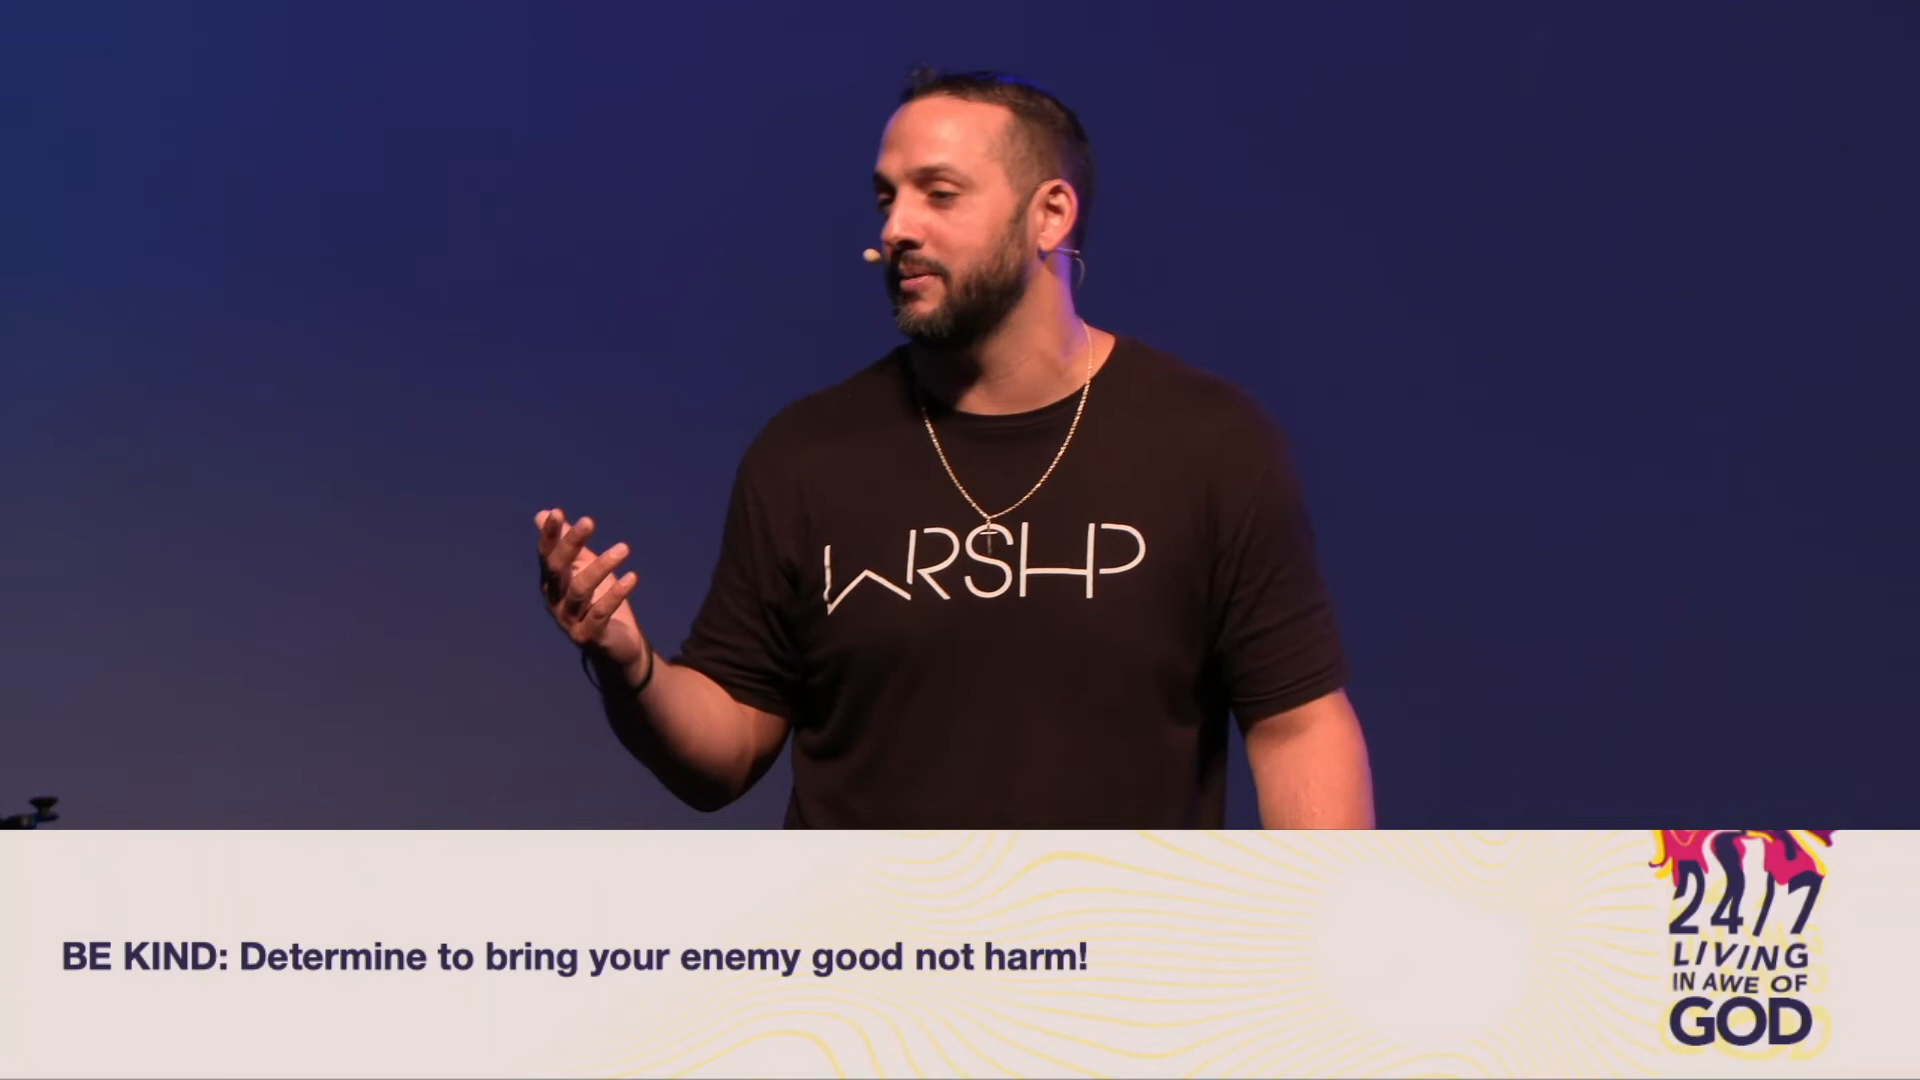 WRSHP
BE KIND: Determine to bring your enemy good not harm!
24/7
LIVING
IN AWE OF
GOD